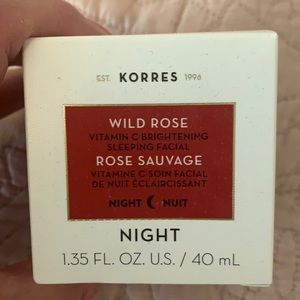 EST. KORRES 1996
WILD ROSE
VITAMIN C BRIGHTENING
SLEEPING FACIAL
ROSE SAUVAGE
VITAMINE C SOIN FACIAL
DE NUIT ÉCLAIRCISSANT
NIGHT NUIT
NIGHT
1.35 FL. OZ. U.S. / 40 mL